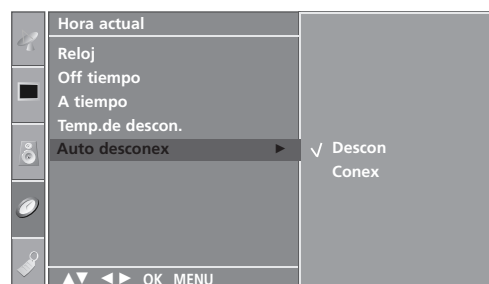 Hora actual
Reloj
Off tiempo
A tiempo
Temp.de descon.
Auto desconex ►
√ Descon
Conex
▲▼ ◄► OK MENU